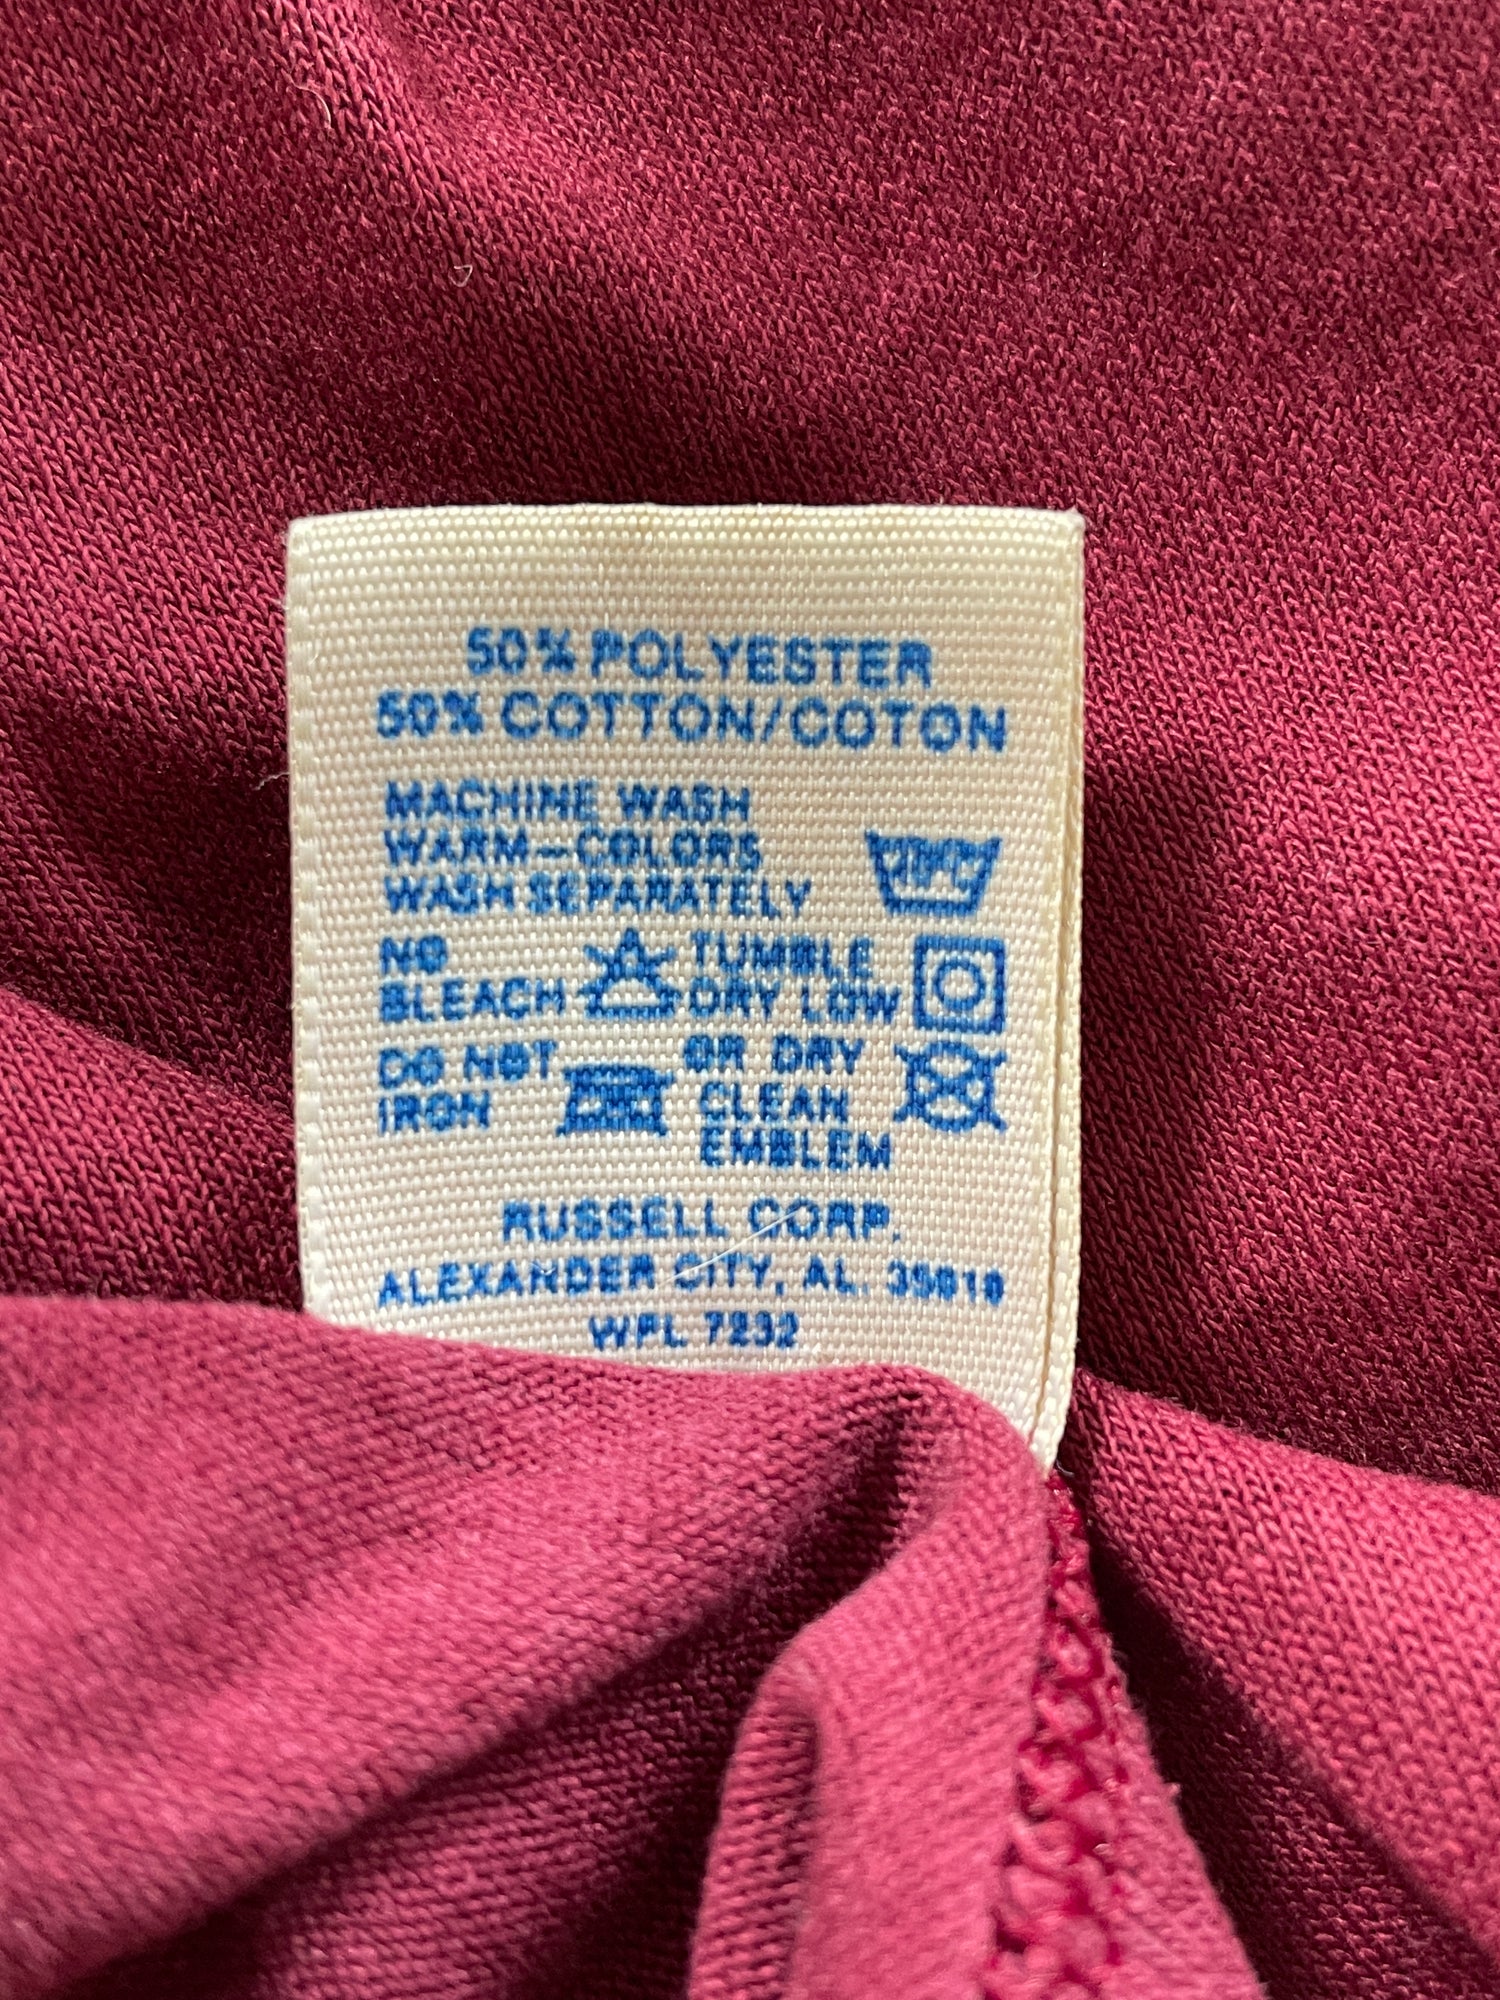 50% POLYESTER
50% COTTON/COTON
MACHINE WASH
WARM-COLORS
WASH SEPARATELY
NO
BLEACH
TUMBLE
DRY LOW
DO NOT
IRON
OR DRY
CLEAN
EMBLEM
RUSSELL CORP.
ALEXANDER CITY, AL. 35010
WPL 7232